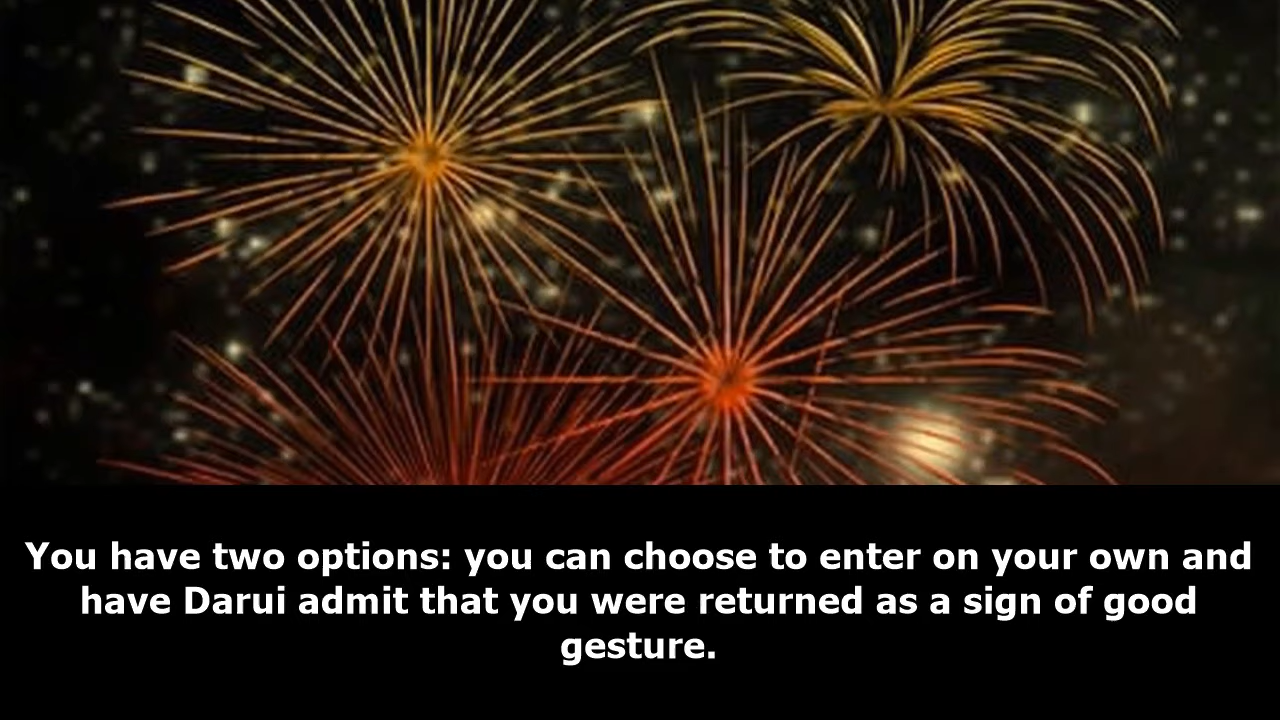 You have two options: you can choose to enter on your own and
have Darui admit that you were returned as a sign of good
gesture.